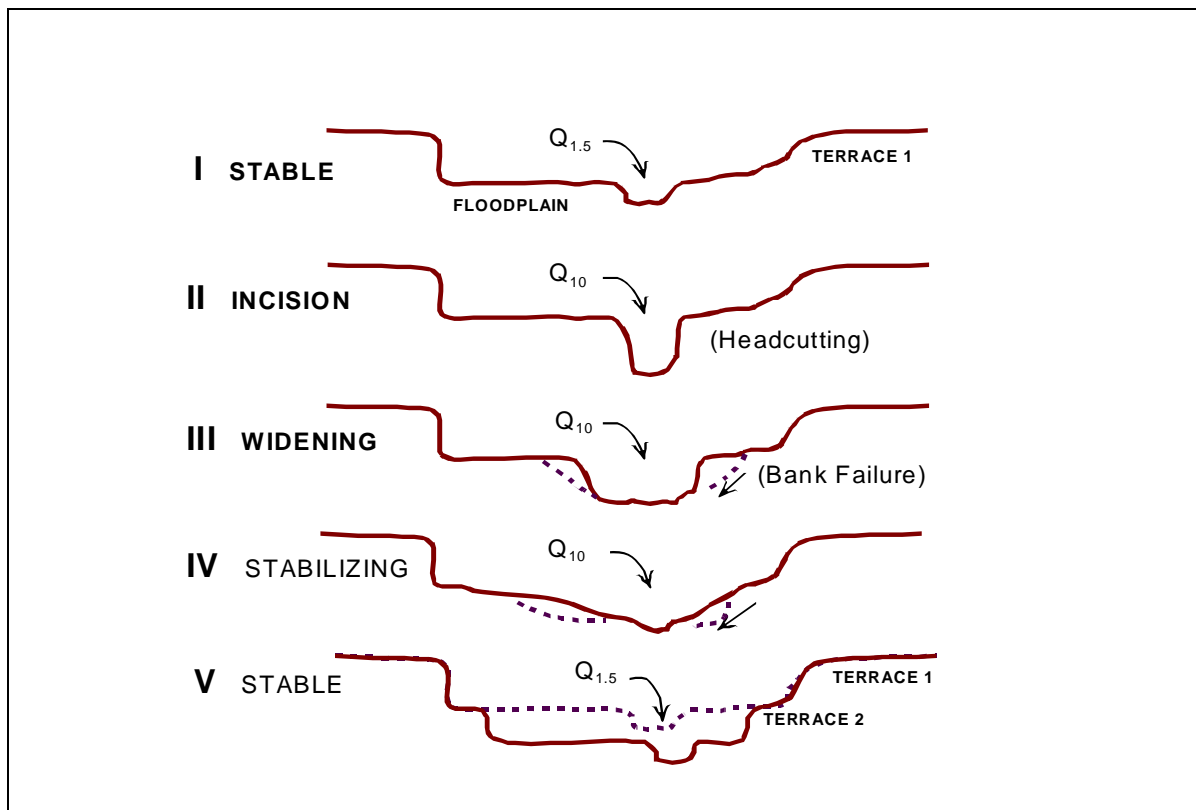 Q1.5
I STABLE
TERRACE 1
FLOODPLAIN
Q10
II INCISION
(Headcutting)
Q10
III WIDENING
(Bank Failure)
Q10
IV STABILIZING
Q1.5
V STABLE
TERRACE 1
TERRACE 2